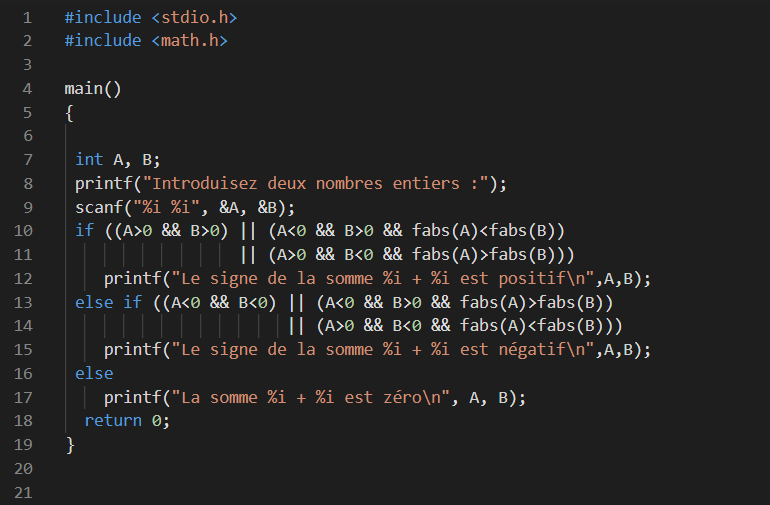 1 #include <stdio.h>
2 #include <math.h>
3
4 main()
5 {
6
7 int A, B;
8 printf("Introduisez deux nombres entiers :");
9 scanf("%i %i", &A, &B);
10 if ((A>0 && B>0) || (A<0 && B>0 && fabs(A)<fabs(B))
11 || (A>0 && B<0 && fabs(A)>fabs(B)))
12 printf("Le signe de la somme %i + %i est positif\n",A,B);
13 else if ((A<0 && B<0) || (A<0 && B>0 && fabs(A)>fabs(B))
14 || (A>0 && B<0 && fabs(A)<fabs(B)))
15 printf("Le signe de la somme %i + %i est négatif\n",A,B);
16 else
17 printf("La somme %i + %i est zéro\n", A, B);
18 return 0;
19 }
20
21